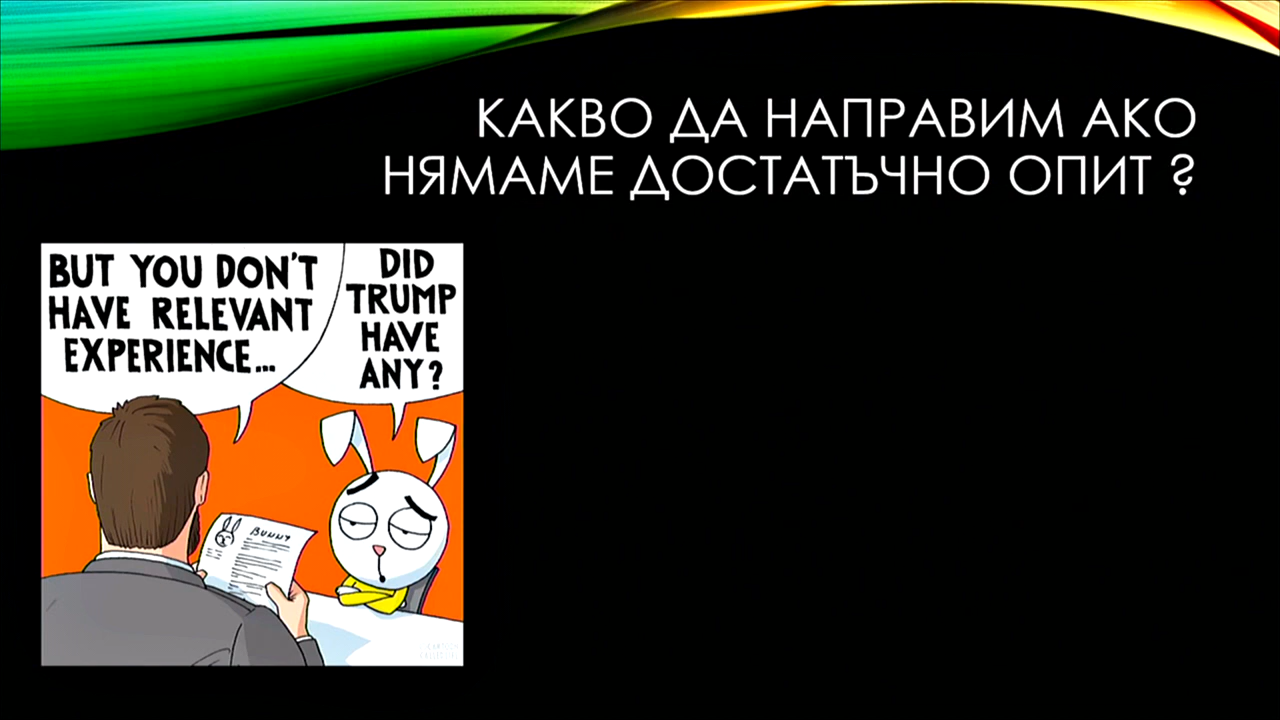 КАКВО ДА НАПРАВИМ АКО
НЯМАМЕ ДОСТАТЪЧНО ОПИТ ?
BUT YOU DON'T
HAVE RELEVANT
EXPERIENCE...
DID
TRUMP
HAVE
ANY?
BUNNY